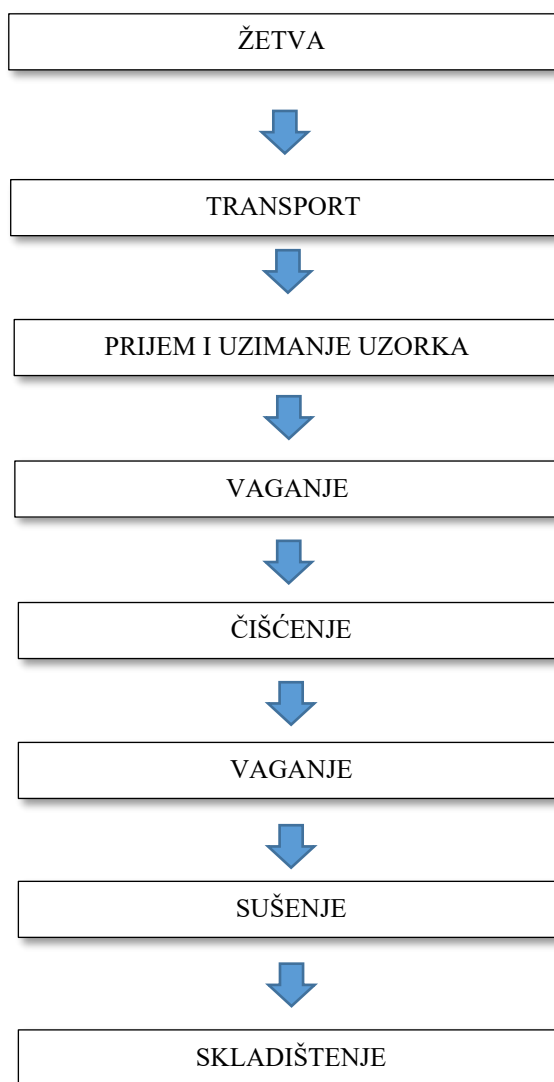 ŽETVA
TRANSPORT
PRIJEM I UZIMANJE UZORKA
VAGANJE
ČIŠĆENJE
VAGANJE
SUŠENJE
SKLADIŠTENJE